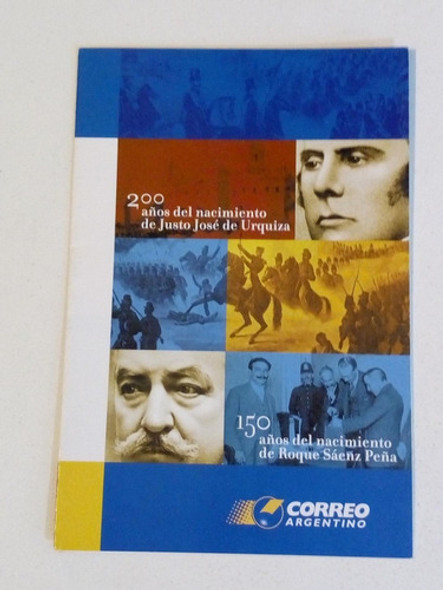 200
años del nacimiento
de Justo José de Urquiza
150
años del nacimiento
de Roque Sáenz Peña
CORREO
ARGENTINO